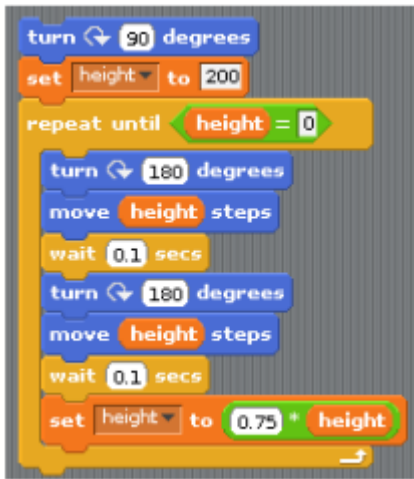 turn 90 degrees
set height to 200
repeat until height = 0
turn 180 degrees
move height steps
wait 0.1 secs
turn 180 degrees
move height steps
wait 0.1 secs
set height to 0.75 * height